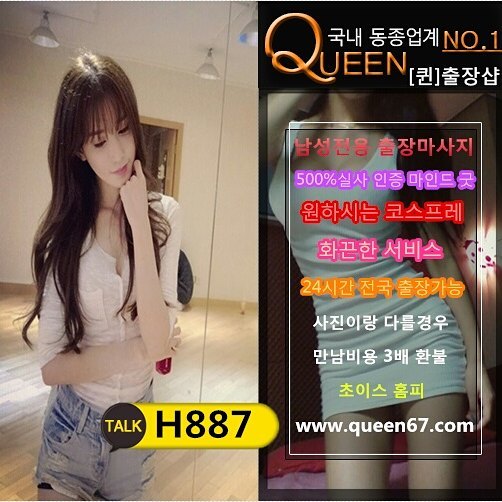 국내 동종업계 NO.1
QUEEN [퀸]출장샵
남성전용 출장마사지
500%실사 인증 마인드 굿
원하시는 코스프레
화끈한 서비스
24시간 전국 출장가능
사진이랑 다를경우
만남비용 3배 환불
초이스 홈피
www.queen67.com
TALK H887